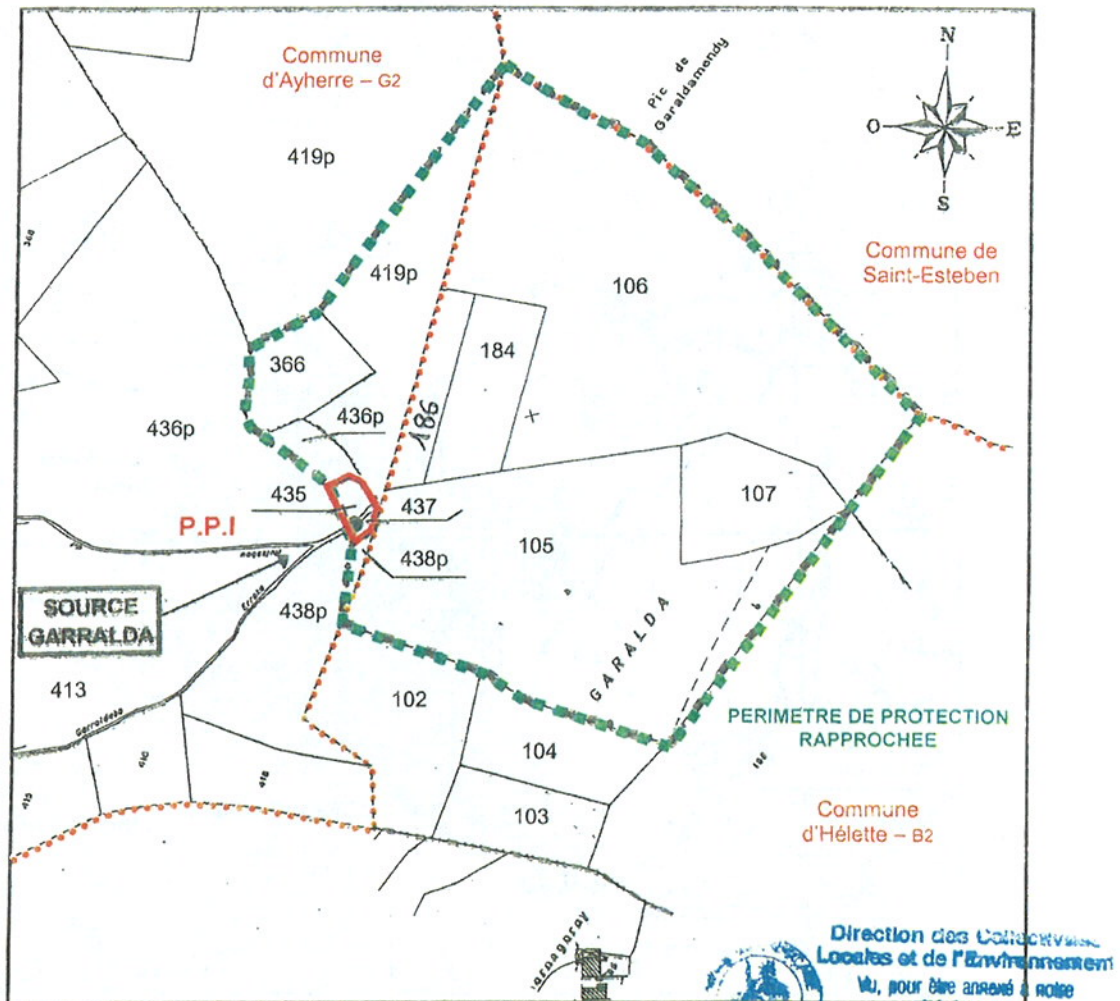 Commune
d'Ayherre – G2
Pic de
Garaldamendy
N
O
E
S
419p
368
Commune de
Saint-Esteben
419p
106
366
184
436p
436p
186
435
437
107
P.P.I
105
438p
SOURCE
GARRALDA
438p
413
GARALDA
102
PERIMETRE DE PROTECTION
RAPPROCHEE
104
103
Commune
d'Hélette – B2
Direction des Collectivités
Locales et de l'Environnement
Vu, pour être annexé à notre